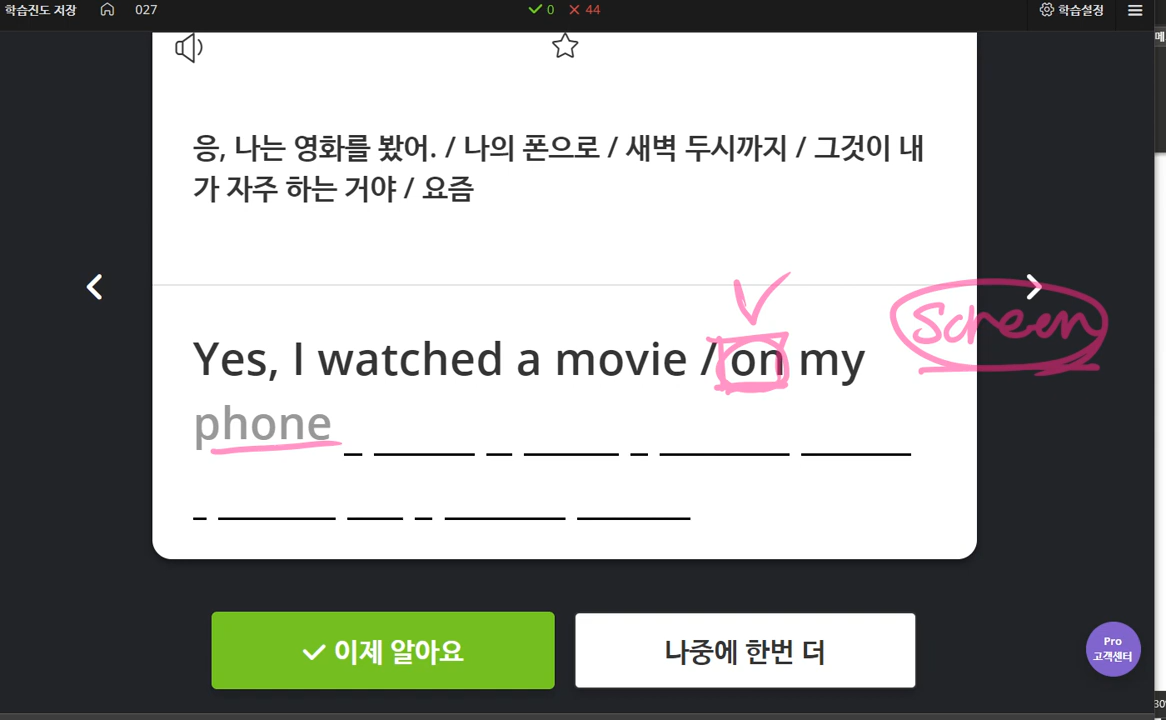 학습진도 저장 027 0 44 학습설정
메
응, 나는 영화를 봤어. / 나의 폰으로 / 새벽 두시까지 / 그것이 내
가 자주 하는 거야 / 요즘
screen
Yes, I watched a movie / on my
phone
이제 알아요 나중에 한번 더
Pro
고객센터